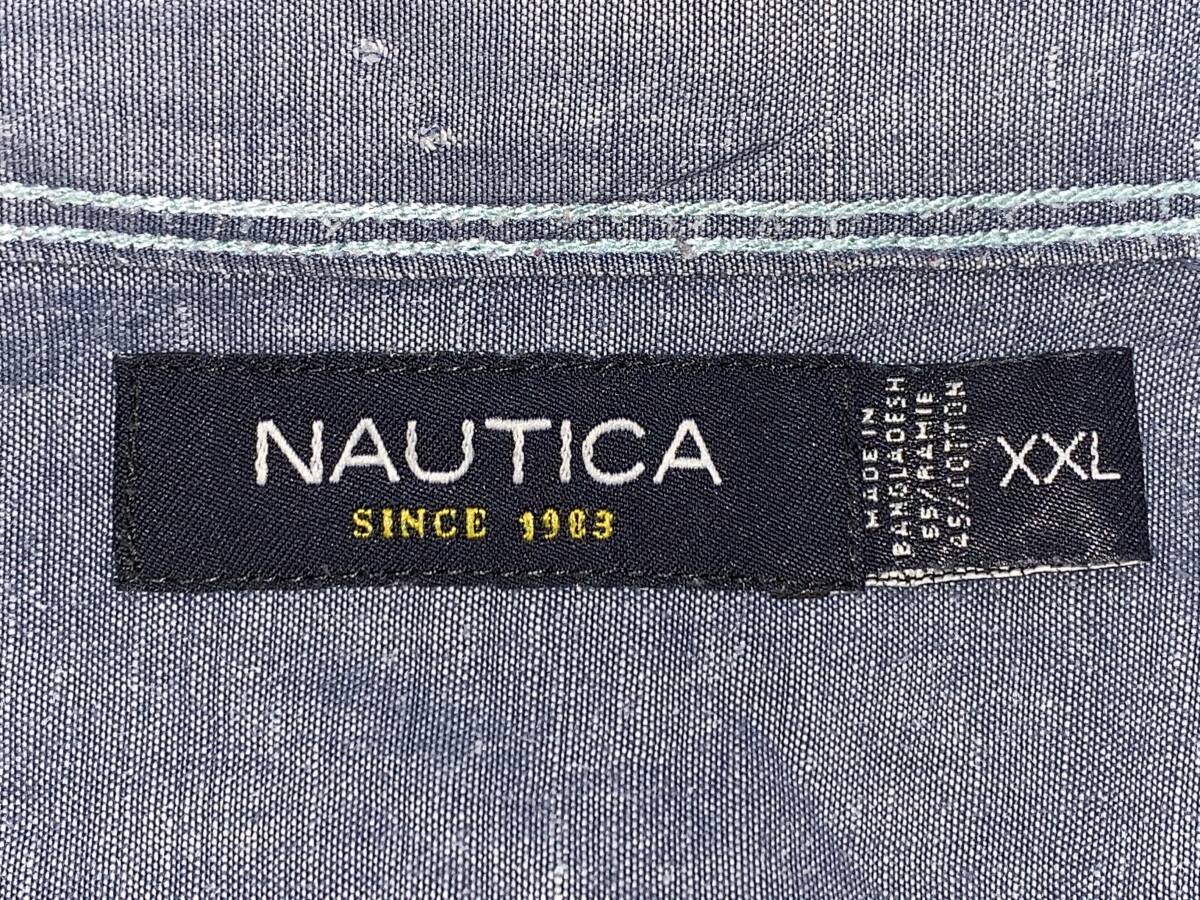 NAUTICA
SINCE 1983
MADE IN
BANGLADESH
55/RAMIE
45/COTTON
XXL